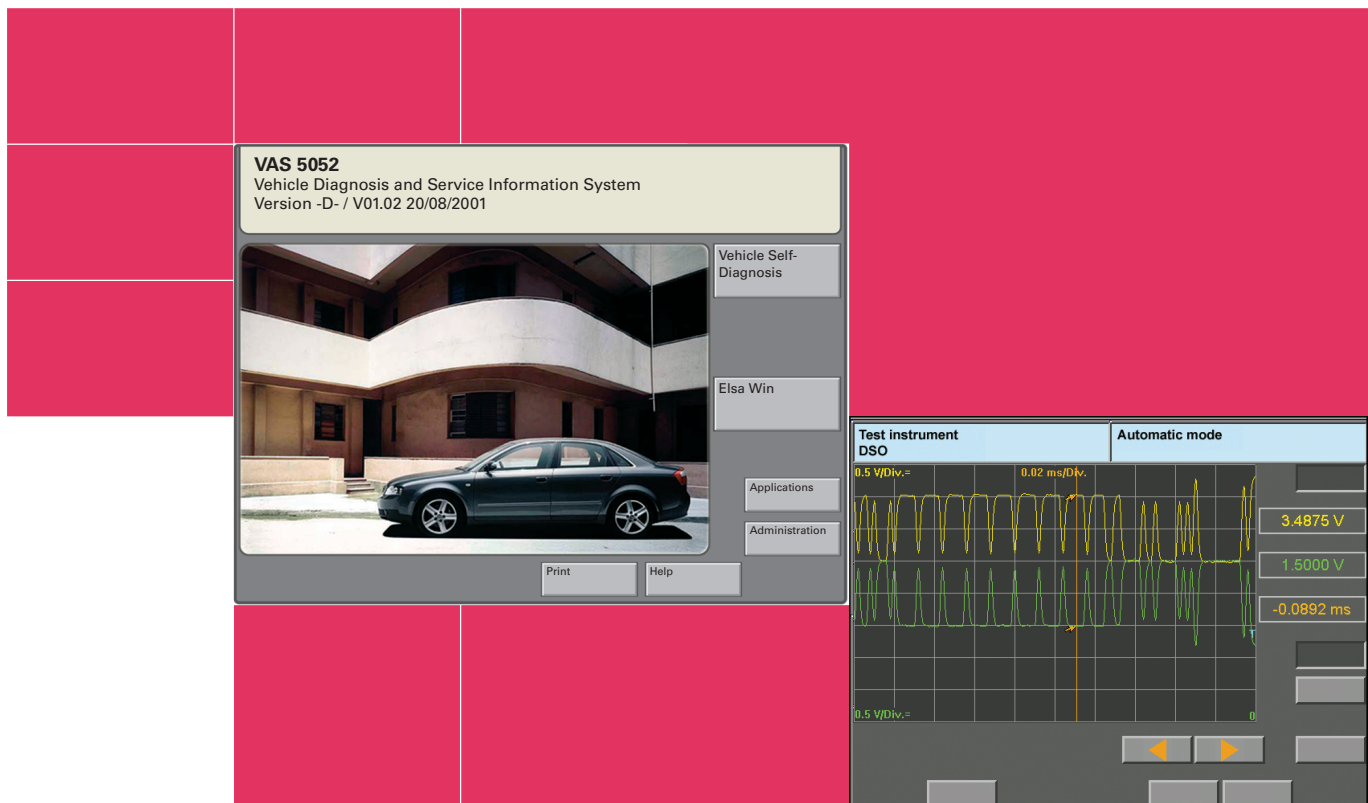 VAS 5052
Vehicle Diagnosis and Service Information System
Version -D- / V01.02 20/08/2001
Vehicle Self-
Diagnosis
Elsa Win
Applications
Administration
Print
Help
Test instrument
DSO
Automatic mode
0.5 V/Div.=
0.02 ms/Div.
3.4875 V
1.5000 V
-0.0892 ms
T
0.5 V/Div.=
0